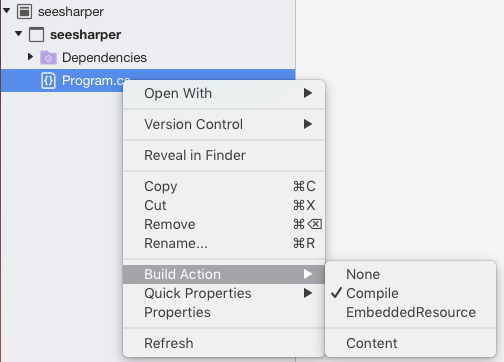 seesharper
seesharper
Dependencies
{} Program.cs
Open With
Version Control
Reveal in Finder
Copy ⌘C
Cut ⌘X
Remove ⌘⌫
Rename... ⌘R
Build Action
Quick Properties
Properties
Refresh
None
✓ Compile
EmbeddedResource
Content